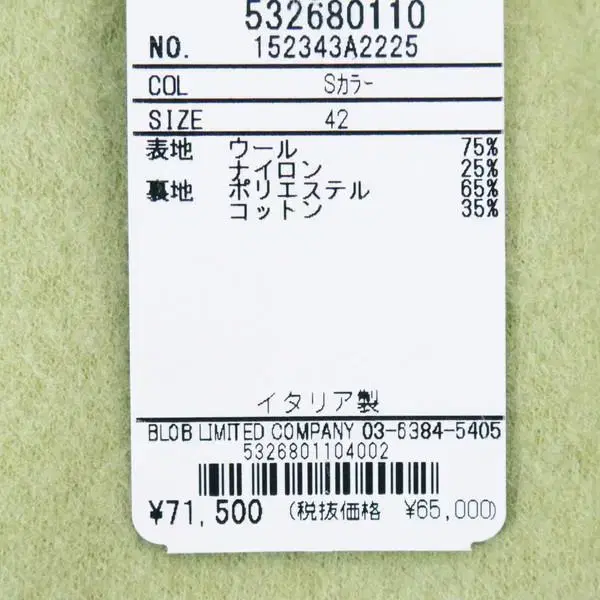 532680110
NO. 152343A2225
COL Sカラー
SIZE 42
表地 ウール 75%
ナイロン 25%
裏地 ポリエステル 65%
コットン 35%
イタリア製
BLOB LIMITED COMPANY 03-6384-5405
5326801104002
¥71,500 (税抜価格 ¥65,000)